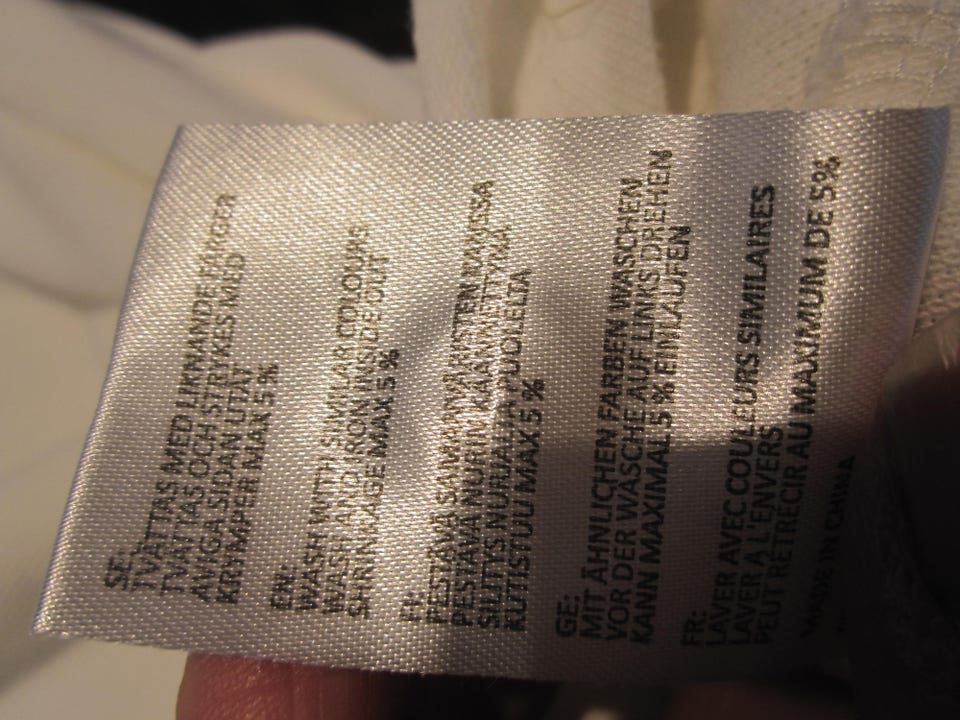 SE:
TVÄTTAS MED LIKNANDE FÄRGER
TVÄTTAS OCH STRYKES MED
AVIGA SIDAN UTÅT
KRYMPER MAX 5 %
EN:
WASH WITH SIMILAR COLOURS
WASH AND IRON INSIDE OUT
SHRINKAGE MAX 5 %
FI:
PESTÄVÄ SAMANVÄRISTEN KANSSA
PESTÄVÄ NURIN KÄÄNNETTYNÄ
SILITYS NURJALTA PUOLELTA
KUTISTUU MAX 5 %
GE:
MIT ÄHNLICHEN FARBEN WASCHEN
VOR DER WÄSCHE AUF LINKS DREHEN
KANN MAXIMAL 5 % EINLAUFEN
FR:
LAVER AVEC COULEURS SIMILAIRES
LAVER A L'ENVERS
PEUT RÉTRÉCIR AU MAXIMUM DE 5%
MADE IN CHINA